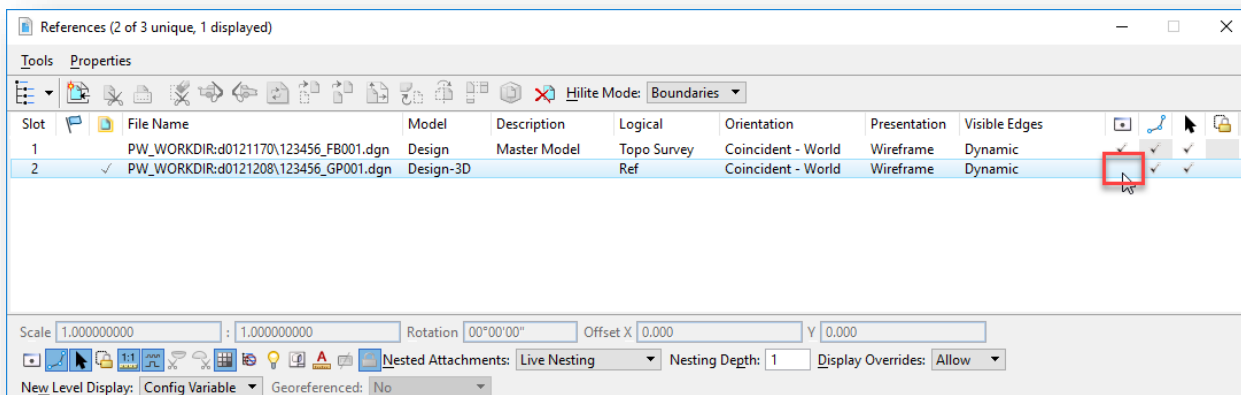 References (2 of 3 unique, 1 displayed)
Tools Properties
Hilite Mode: Boundaries
Slot File Name Model Description Logical Orientation Presentation Visible Edges
1 PW_WORKDIR:d0121170\123456_FB001.dgn Design Master Model Topo Survey Coincident - World Wireframe Dynamic
2 PW_WORKDIR:d0121208\123456_GP001.dgn Design-3D Ref Coincident - World Wireframe Dynamic
Scale 1.000000000 : 1.000000000 Rotation 00°00'00" Offset X 0.000 Y 0.000
1:1 A Nested Attachments: Live Nesting Nesting Depth: 1 Display Overrides: Allow
New Level Display: Config Variable Georeferenced: No